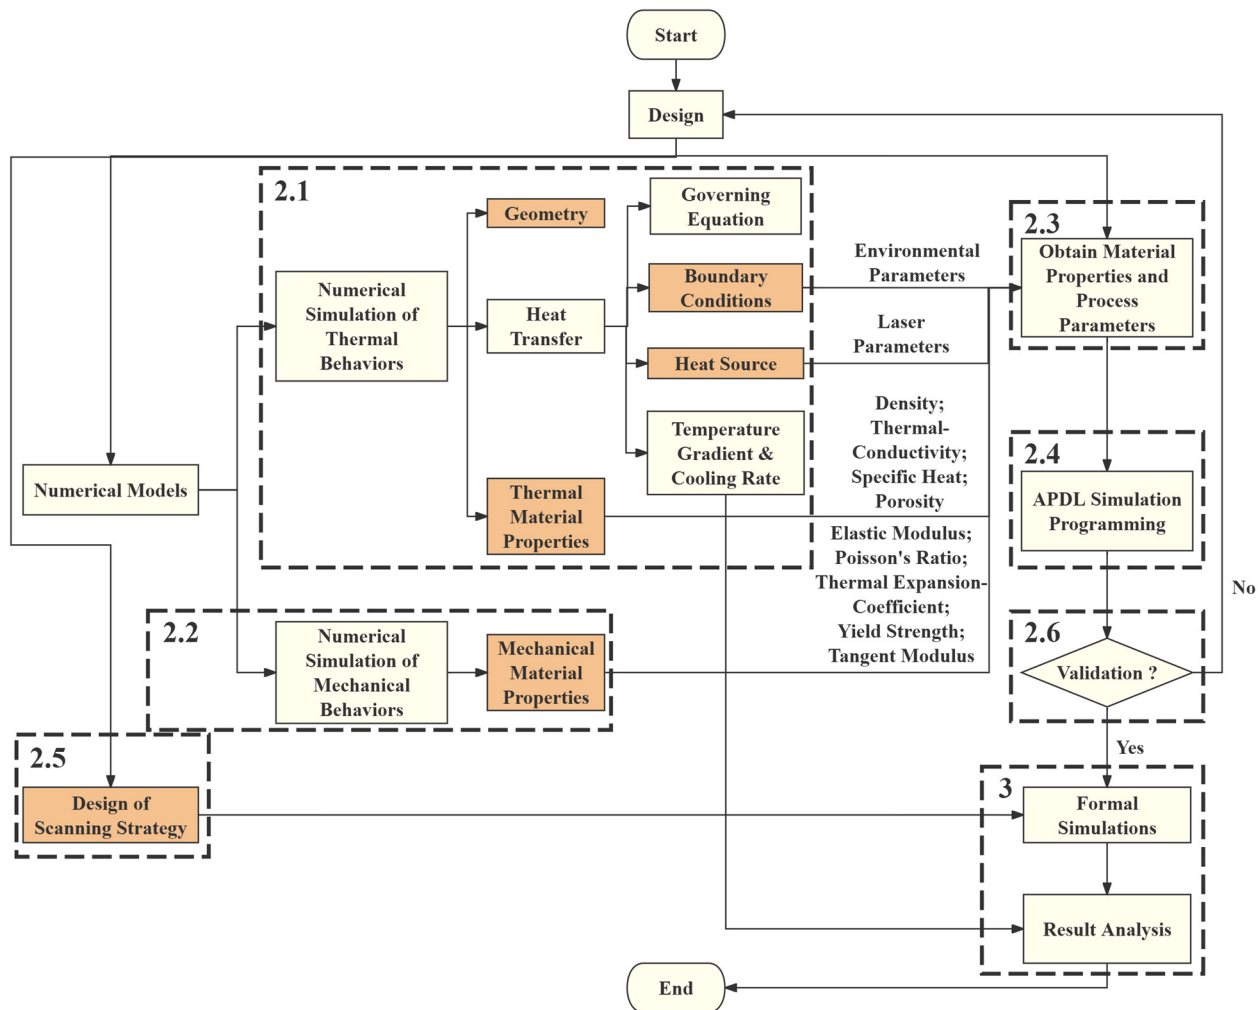 Start
Design
2.1
Geometry
Governing
Equation
2.3
Numerical
Simulation of
Thermal
Behaviors
Heat
Transfer
Boundary
Conditions
Environmental
Parameters
Obtain Material
Properties and
Process
Parameters
Heat Source
Laser
Parameters
Temperature
Gradient &
Cooling Rate
Density;
Thermal-
Conductivity;
Specific Heat;
Porosity
2.4
APDL Simulation
Programming
Numerical Models
Thermal
Material
Properties
Elastic Modulus;
Poisson's Ratio;
Thermal Expansion-
Coefficient;
Yield Strength;
Tangent Modulus
No
2.2
Numerical
Simulation of
Mechanical
Behaviors
Mechanical
Material
Properties
2.6
Validation ?
Yes
2.5
Design of
Scanning Strategy
3
Formal
Simulations
Result Analysis
End